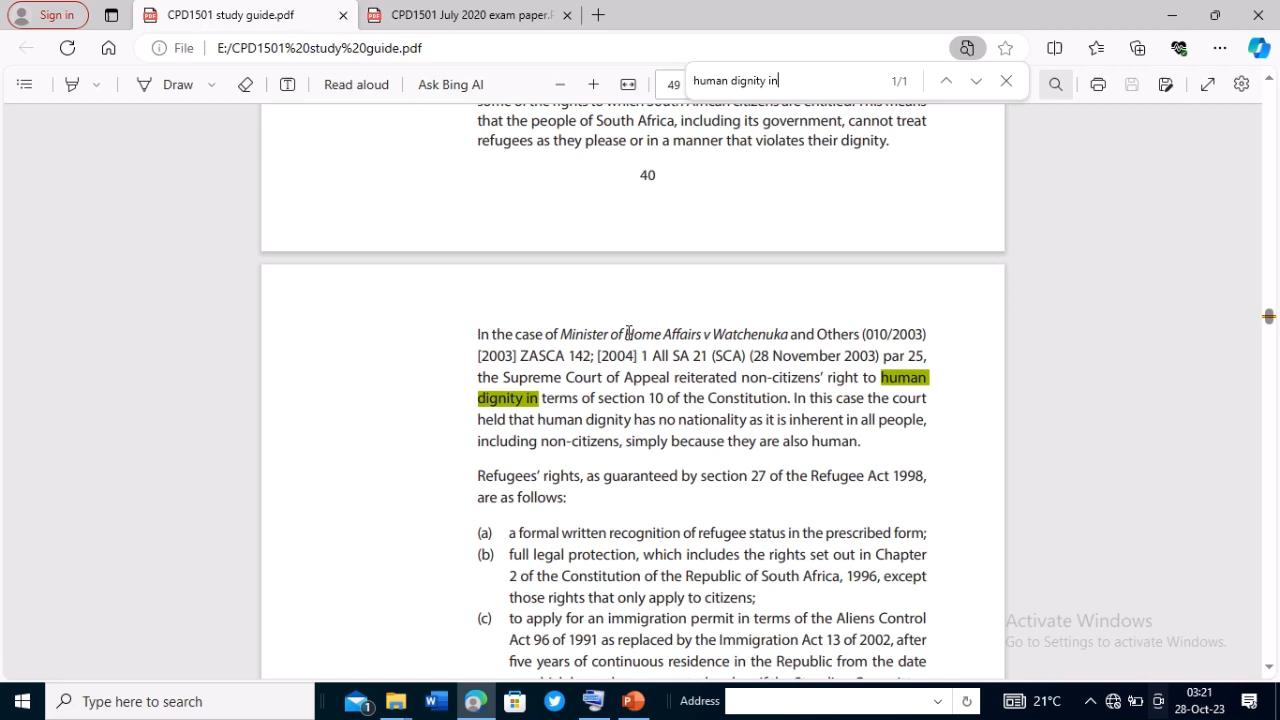 Sign in
CPD1501 study guide.pdf
CPD1501 July 2020 exam paper.P
File E:/CPD1501%20study%20guide.pdf
Draw
Read aloud
Ask Bing AI
49
human dignity in
1/1
that the people of South Africa, including its government, cannot treat
refugees as they please or in a manner that violates their dignity.
40
In the case of Minister of Home Affairs v Watchenuka and Others (010/2003)
[2003] ZASCA 142; [2004] 1 All SA 21 (SCA) (28 November 2003) par 25,
the Supreme Court of Appeal reiterated non-citizens' right to human
dignity in terms of section 10 of the Constitution. In this case the court
held that human dignity has no nationality as it is inherent in all people,
including non-citizens, simply because they are also human.
Refugees' rights, as guaranteed by section 27 of the Refugee Act 1998,
are as follows:
(a) a formal written recognition of refugee status in the prescribed form;
(b) full legal protection, which includes the rights set out in Chapter
2 of the Constitution of the Republic of South Africa, 1996, except
those rights that only apply to citizens;
(c) to apply for an immigration permit in terms of the Aliens Control
Act 96 of 1991 as replaced by the Immigration Act 13 of 2002, after
five years of continuous residence in the Republic from the date
Activate Windows
Go to Settings to activate Windows.
Type here to search
1
Address
21°C
03:21
28-Oct-23